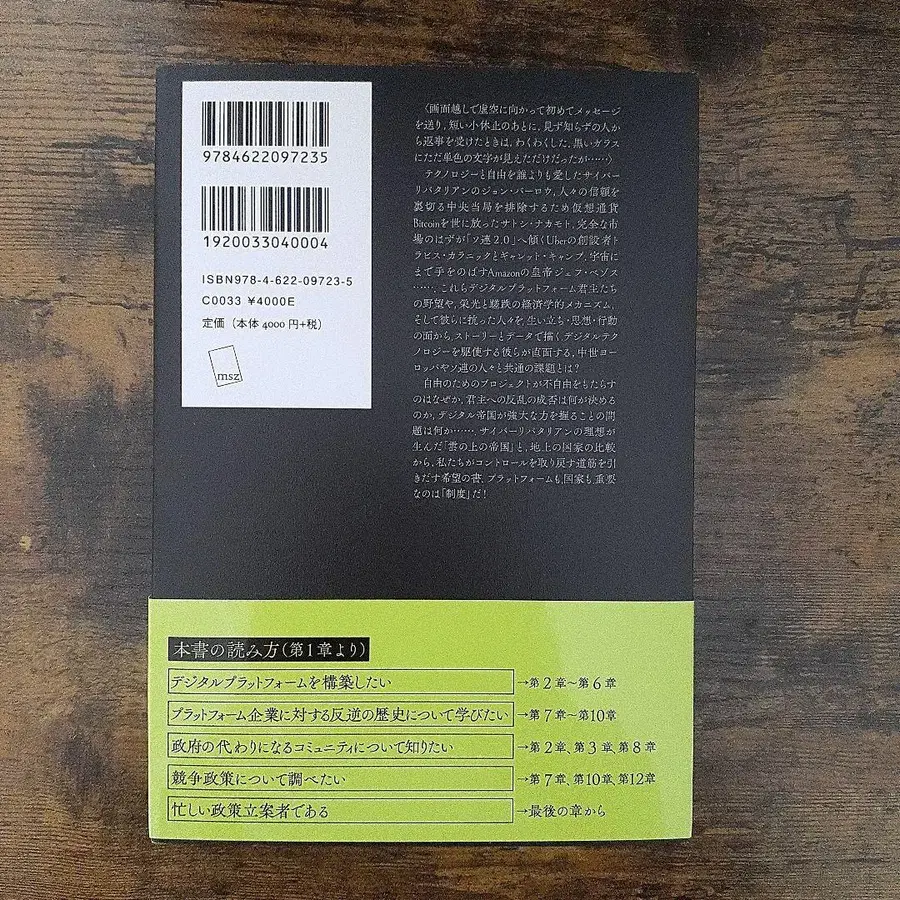 9784622097235
1920033040004
ISBN978-4-622-09723-5
C0033 ¥4000E
定価（本体 4000 円+税）
msz
〈画面越しで虚空に向かって初めてメッセージ
を送り，短い小休止のあとに，見ず知らずの人か
ら返事を受けたときは，わくわくした．黒いガラス
にただ単色の文字が見えただけだったが……〉
テクノロジーと自由を誰よりも愛したサイバー
リバタリアンのジョン・バーロウ，人々の信頼を
裏切る中央当局を排除するため仮想通貨
Bitcoinを世に放ったサトシ・ナカモト，完全な市
場のはずが「ソ連2.0」へ傾くUberの創設者ト
ラビス・カラニックとギャレット・キャンプ，宇宙に
まで手をのばすAmazonの皇帝ジェフ・ベゾス
……，これらデジタルプラットフォーム君主たち
の野望や，栄光と蹉跌の経済学的メカニズム，
そして彼らに抗った人々を，生い立ち・思想・行動
の面から，ストーリーとデータで描く．デジタルテク
ノロジーを駆使する彼らが直面する，中世ヨー
ロッパやソ連の人々と共通の課題とは？
自由のためのプロジェクトが不自由をもたらす
のはなぜか，君主への反乱の成否は何が決める
のか，デジタル帝国が強大な力を握ることの問
題は何か…… サイバーリバタリアンの理想が
生んだ「雲の上の帝国」と，地上の国家の比較
から，私たちがコントロールを取り戻す道筋を引
きだす希望の書．プラットフォームも，国家も，重要
なのは「制度」だ！
本書の読み方（第1章より）
デジタルプラットフォームを構築したい →第2章〜第6章
プラットフォーム企業に対する反逆の歴史について学びたい →第7章〜第10章
政府の代わりになるコミュニティについて知りたい →第2章、第3章、第8章
競争政策について調べたい →第7章、第10章、第12章
忙しい政策立案者である →最後の章から